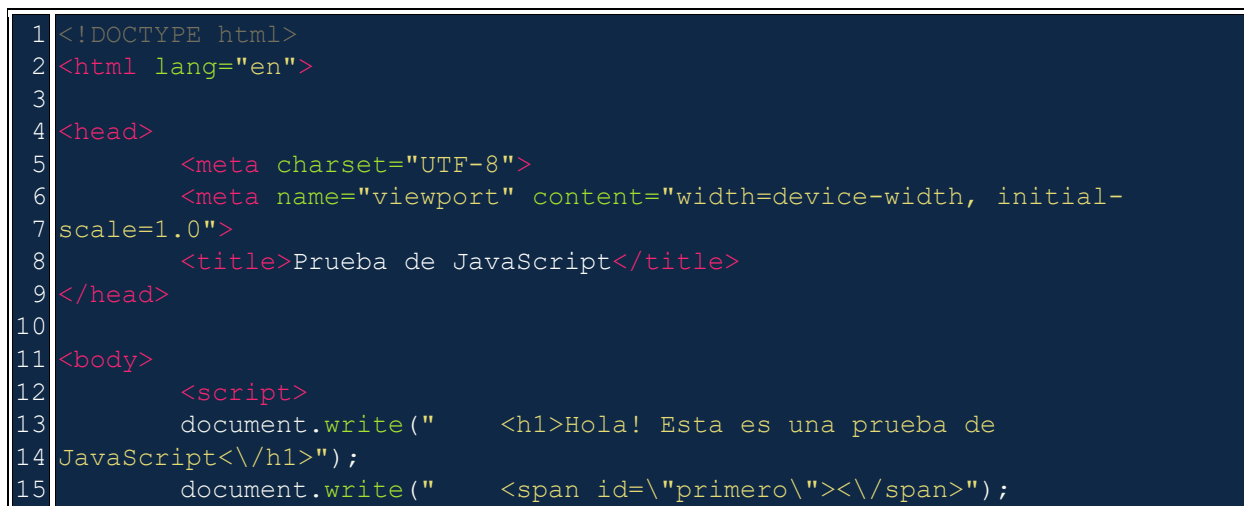 1 <!DOCTYPE html>
2 <html lang="en">
3
4 <head>
5 <meta charset="UTF-8">
6 <meta name="viewport" content="width=device-width, initial-
7 scale=1.0">
8 <title>Prueba de JavaScript</title>
9 </head>
10
11 <body>
12 <script>
13 document.write("    <h1>Hola! Esta es una prueba de
14 JavaScript<\/h1>");
15 document.write("    <span id=\"primero\"><\/span>");